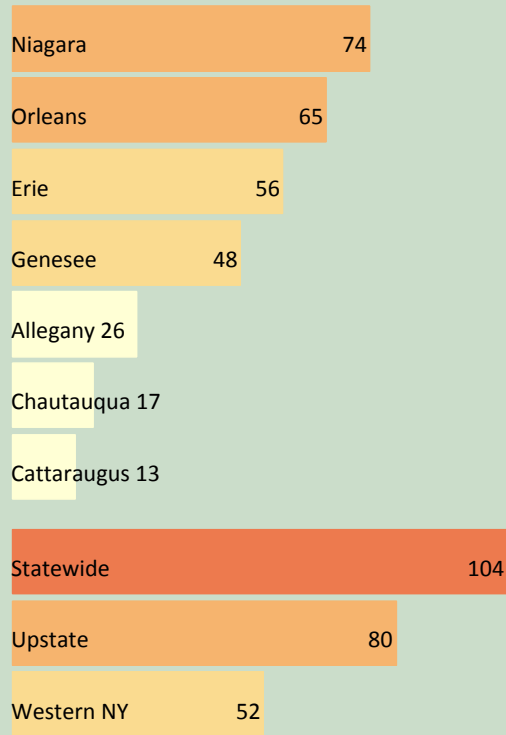 Niagara 74
Orleans 65
Erie 56
Genesee 48
Allegany 26
Chautauqua 17
Cattaraugus 13
Statewide 104
Upstate 80
Western NY 52